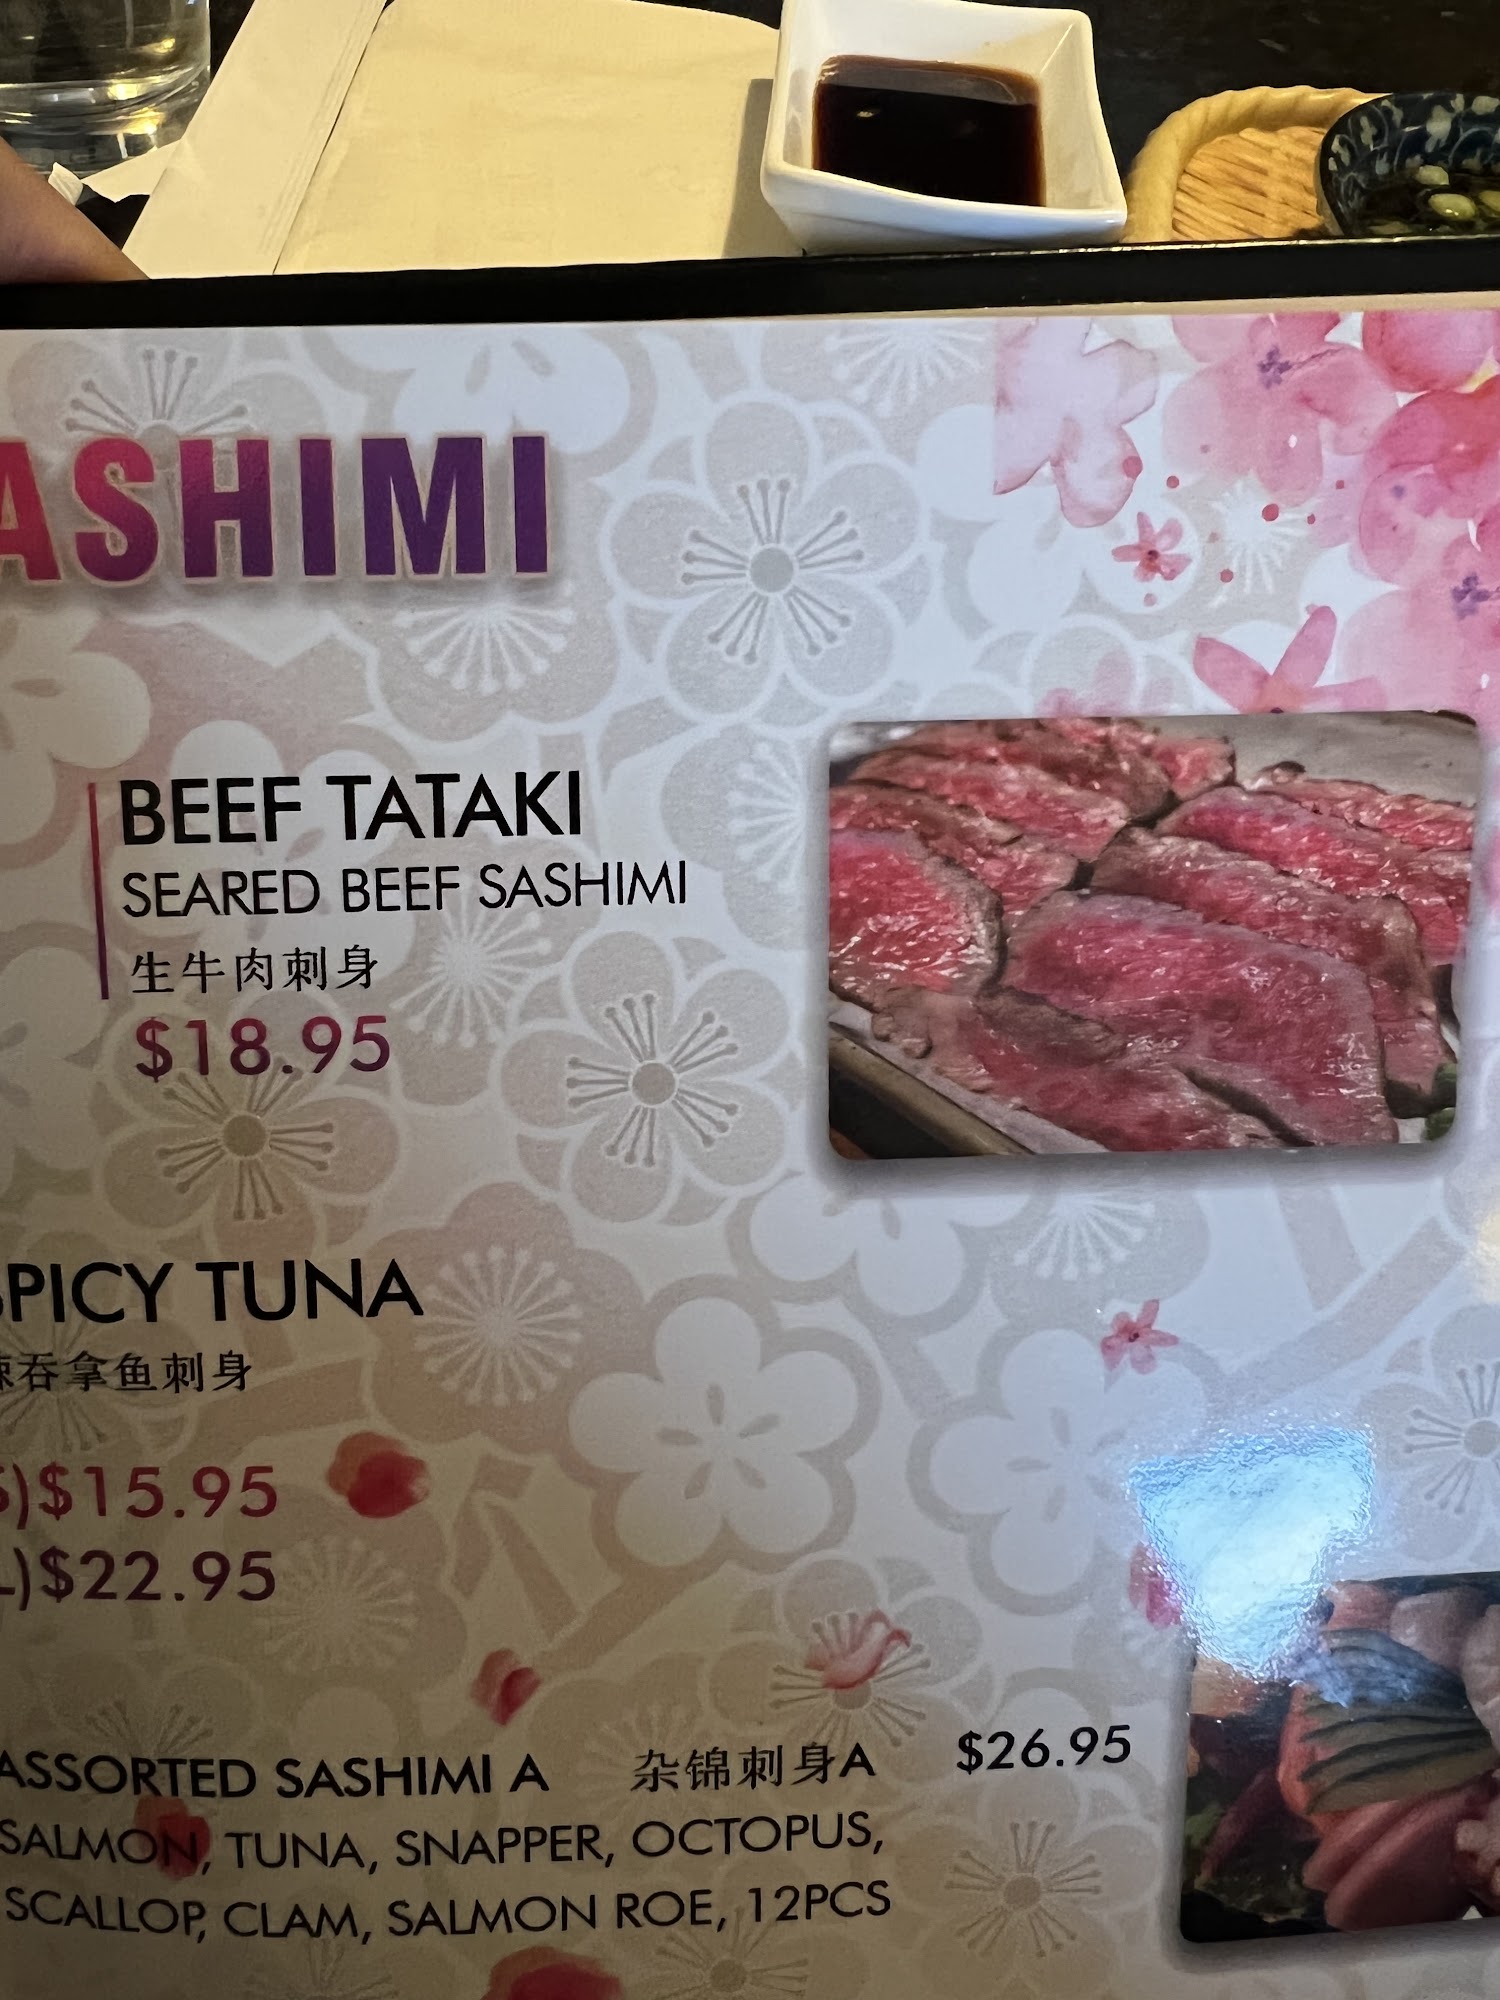 ASHIMI
BEEF TATAKI
SEARED BEEF SASHIMI
生牛肉刺身
$18.95
SPICY TUNA
辣吞拿鱼刺身
S)$15.95
L)$22.95
ASSORTED SASHIMI A 杂锦刺身A $26.95
SALMON, TUNA, SNAPPER, OCTOPUS,
SCALLOP, CLAM, SALMON ROE, 12PCS